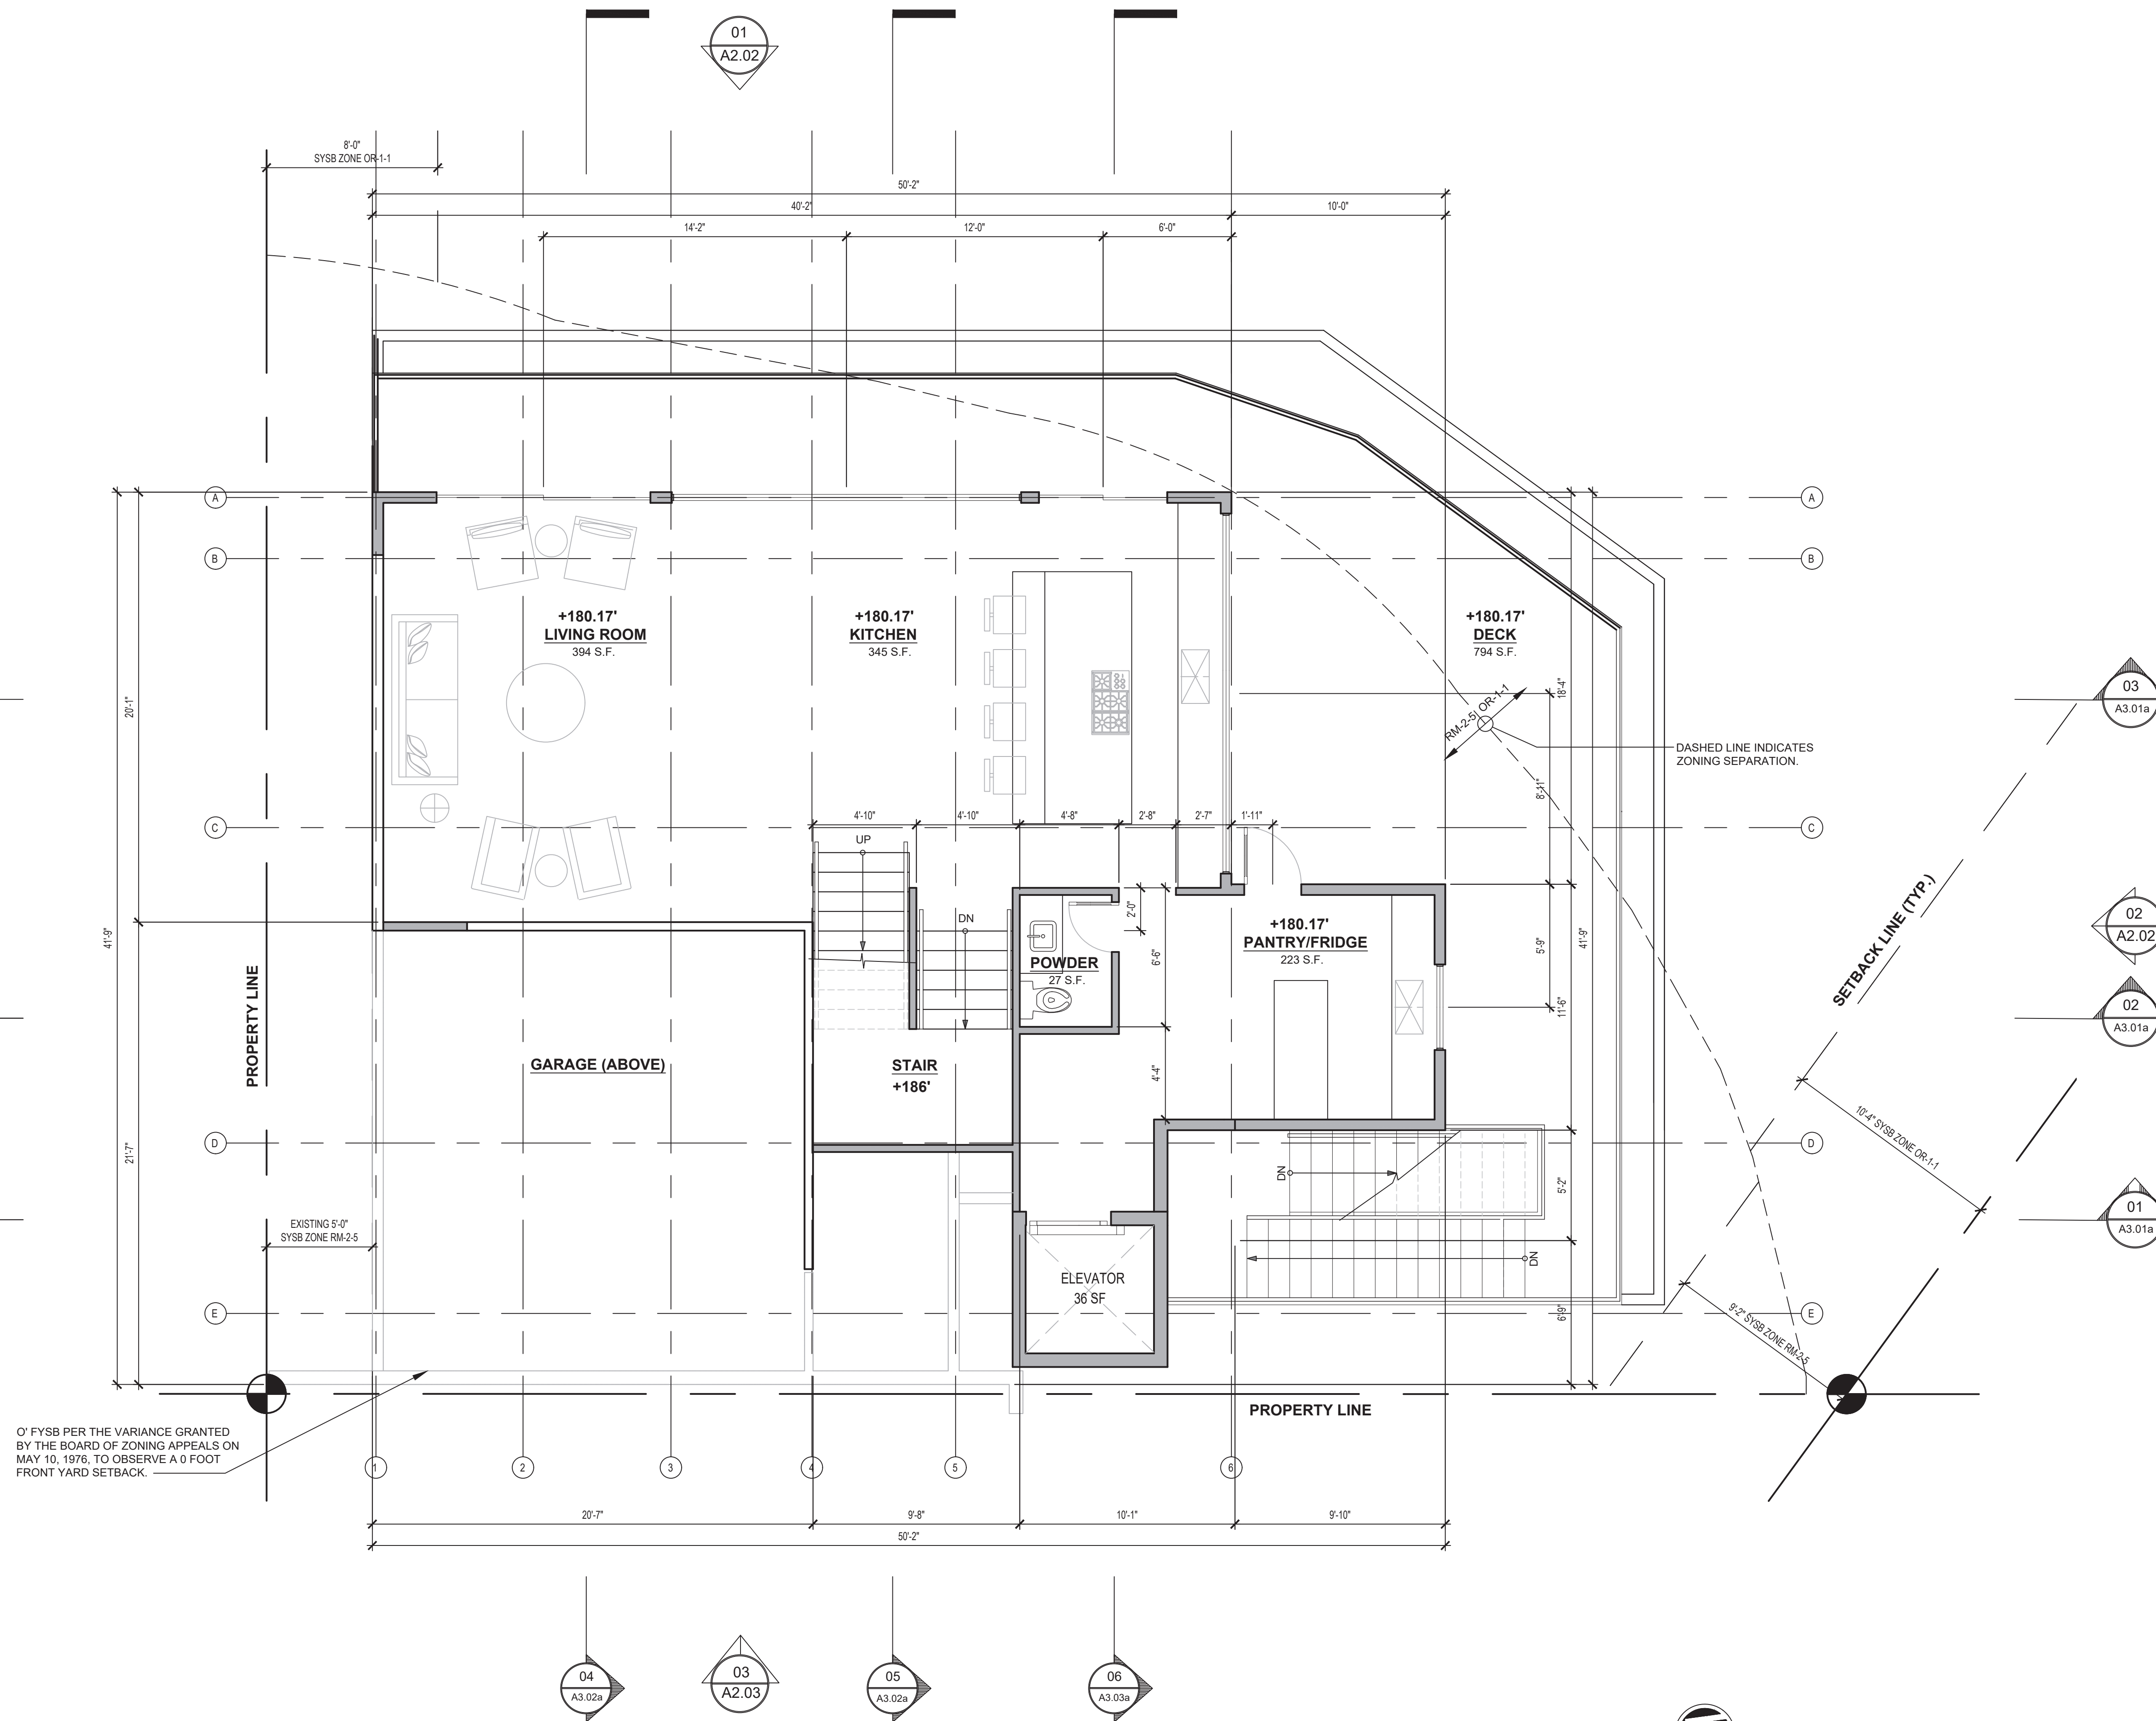 01
A2.02
8'-0"
SYSB ZONE OR-1-1
50'-2"
40'-2"
10'-0"
14'-2"
12'-0"
6'-0"
A
A
B
B
+180.17'
LIVING ROOM
394 S.F.
+180.17'
KITCHEN
345 S.F.
+180.17'
DECK
794 S.F.
03
A3.01a
18'-4"
20'-1"
RM-2-5 OR-1-1
DASHED LINE INDICATES
ZONING SEPARATION.
8'-11"
C
4'-10"
4'-10"
4'-8"
2'-8"
2'-7"
1'-11"
C
UP
DN
2'-0"
+180.17'
PANTRY/FRIDGE
223 S.F.
41'-9"
5'-9"
41'-9"
SETBACK LINE (TYP.)
02
A2.02
POWDER
27 S.F.
6'-6"
PROPERTY LINE
11'-6"
02
A3.01a
GARAGE (ABOVE)
STAIR
+186'
4'-4"
10'-4" SYSB ZONE OR-1-1
D
D
21'-7"
DN
5'-2"
01
A3.01a
EXISTING 5'-0"
SYSB ZONE RM-2-5
DN
ELEVATOR
36 SF
E
6'-9"
9'-2" SYSB ZONE RM-2-5
E
PROPERTY LINE
O' FYSB PER THE VARIANCE GRANTED
BY THE BOARD OF ZONING APPEALS ON
MAY 10, 1976, TO OBSERVE A 0 FOOT
FRONT YARD SETBACK.
1
2
3
4
5
6
20'-7"
9'-8"
10'-1"
9'-10"
50'-2"
04
A3.02a
03
A2.03
05
A3.02a
06
A3.03a